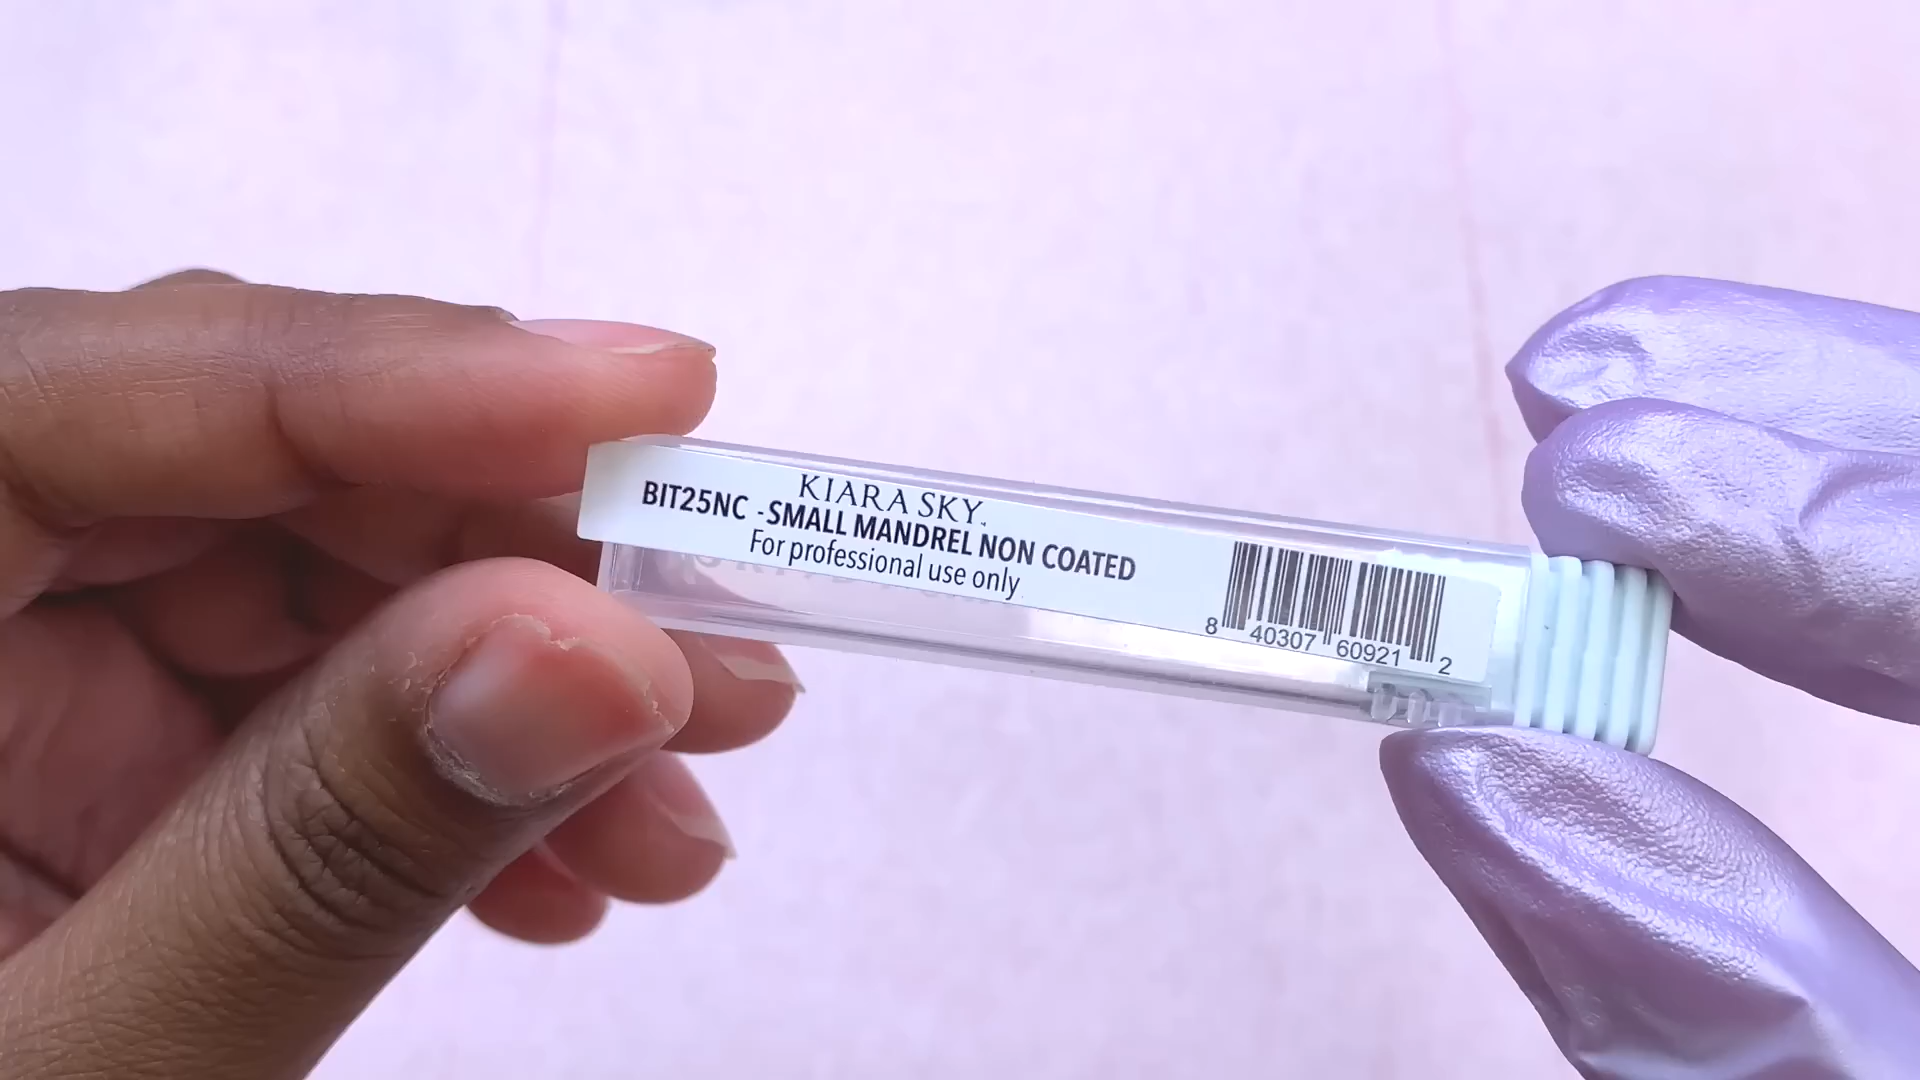 KIARA SKY
BIT25NC - SMALL MANDREL NON COATED
For professional use only
8 40307 60921 2